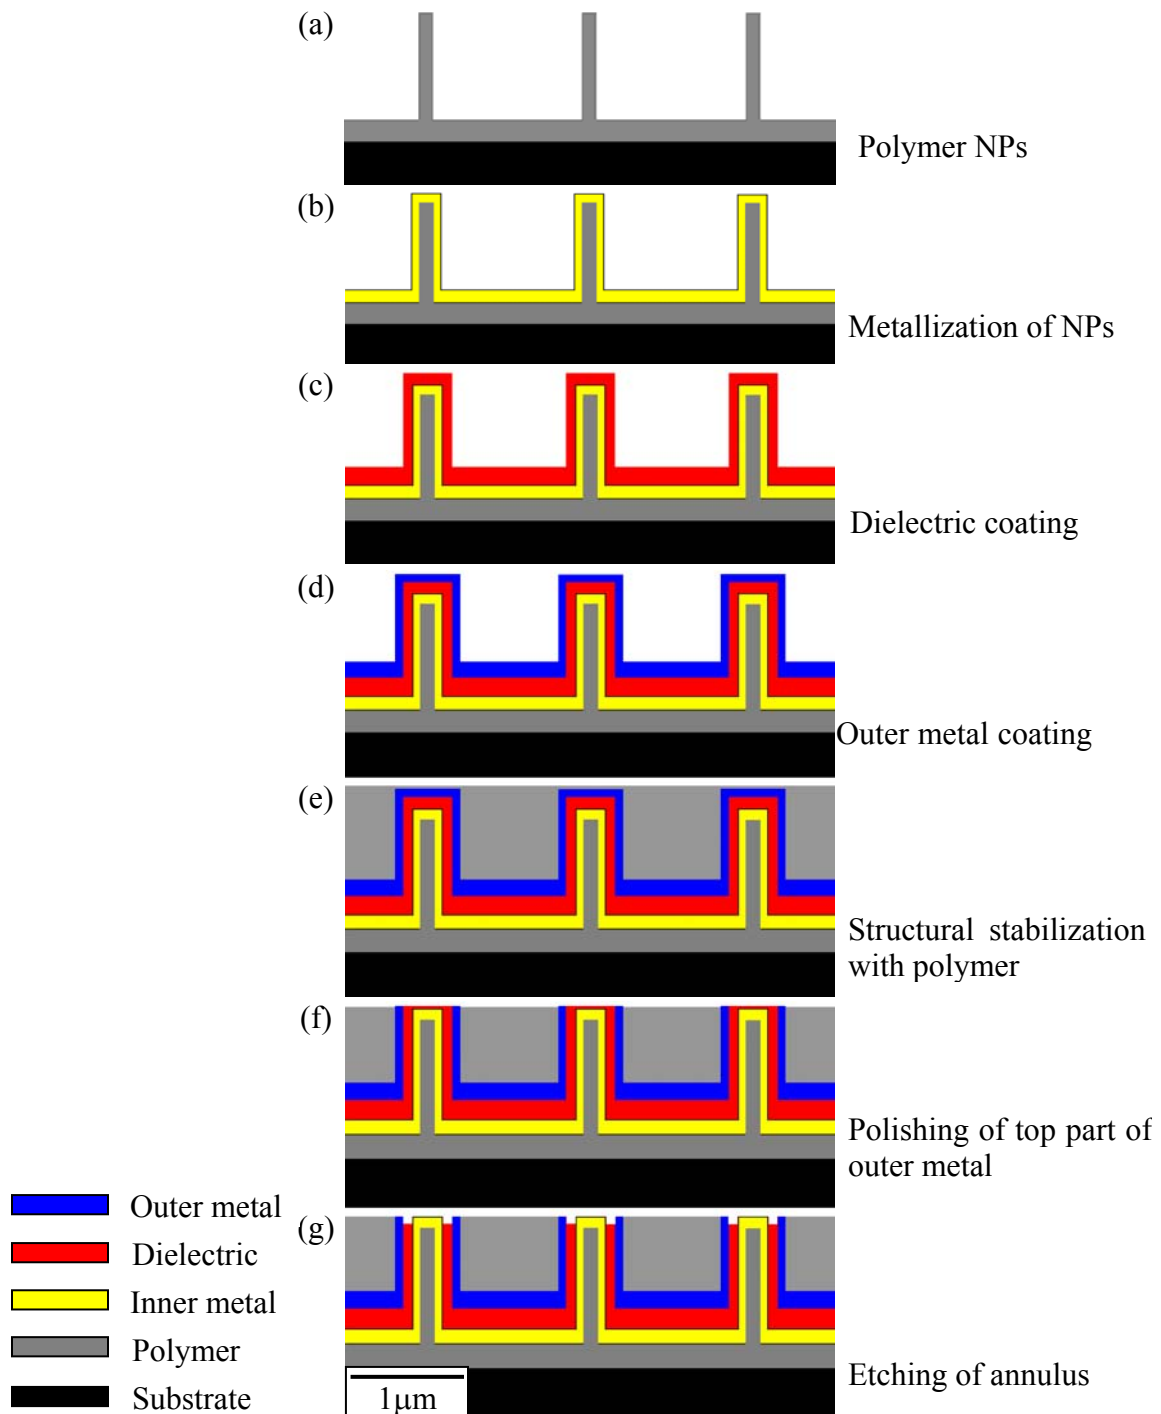 (a)
Polymer NPs
(b)
Metallization of NPs
(c)
Dielectric coating
(d)
Outer metal coating
(e)
Structural stabilization
with polymer
(f)
Polishing of top part of
outer metal
(g)
Etching of annulus
Outer metal
Dielectric
Inner metal
Polymer
Substrate
1μm